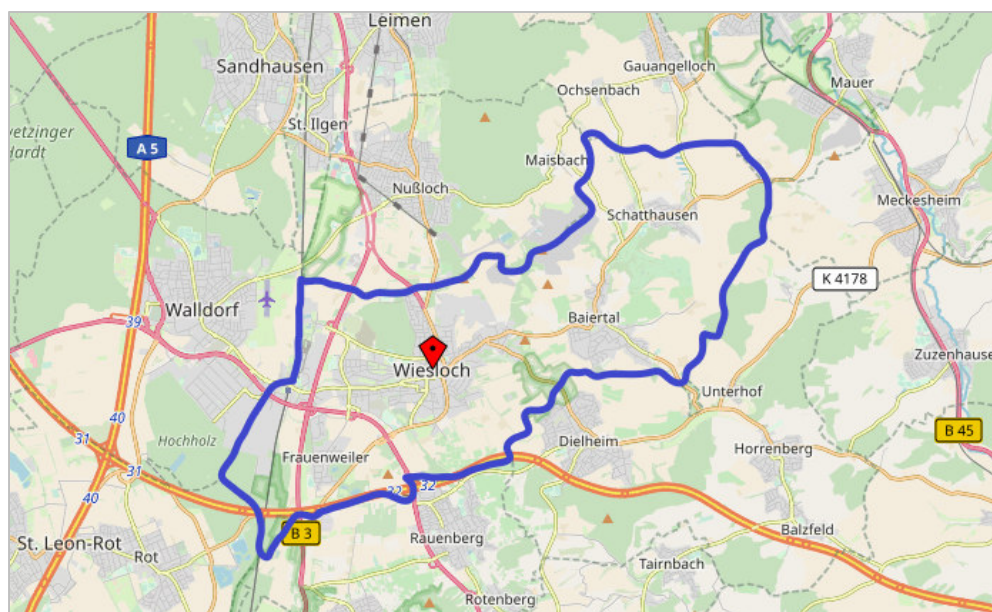 Leimen
Sandhausen
Gauangelloch
Mauer
Ochsenbach
St. Ilgen
Hardt
A 5
Maisbach
Nußloch
Meckesheim
Schatthausen
K 4178
Walldorf
39
Baiertal
Zuzenhause
Wiesloch
Unterhof
40
B 45
31
Hochholz
Dielheim
Horrenberg
Frauenweiler
31
40
32
32
B 3
Balzfeld
St. Leon-Rot
Rot
Rauenberg
Tairnbach
Rotenberg